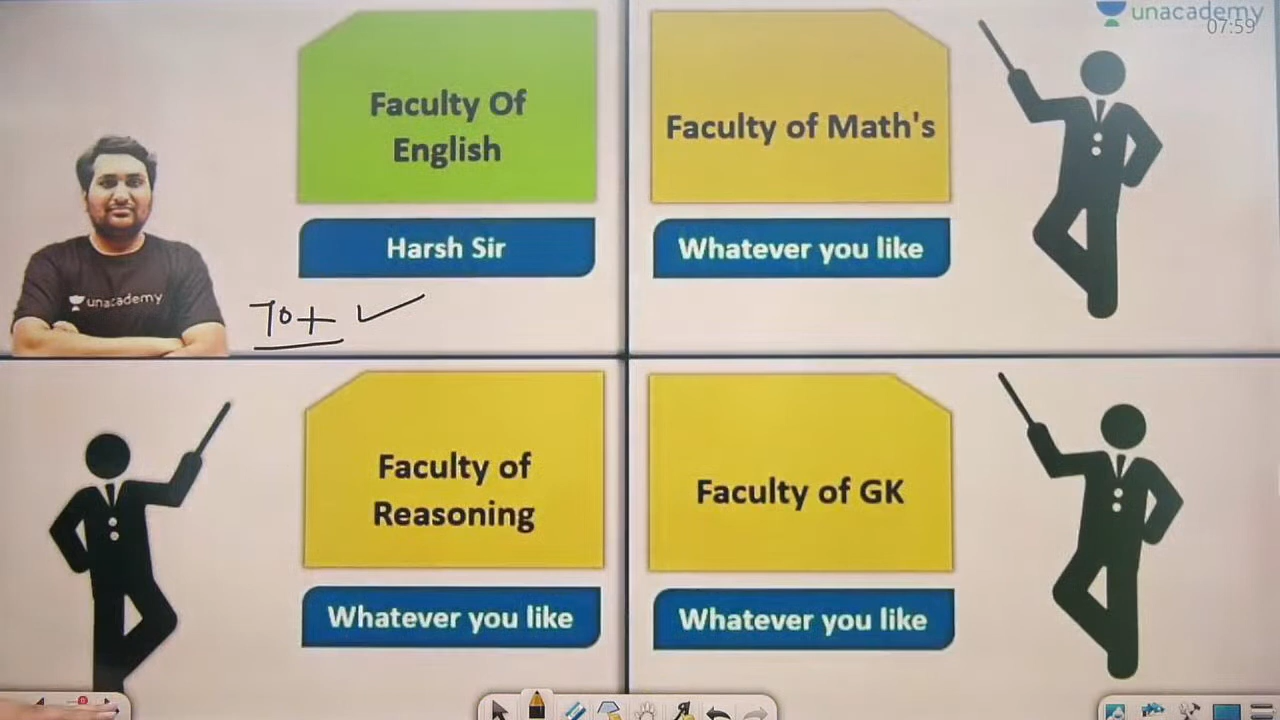 unacademy
07:59
Faculty Of
English
Harsh Sir
unacademy
70+ ✓
Faculty of Math's
Whatever you like
Faculty of
Reasoning
Whatever you like
Faculty of GK
Whatever you like